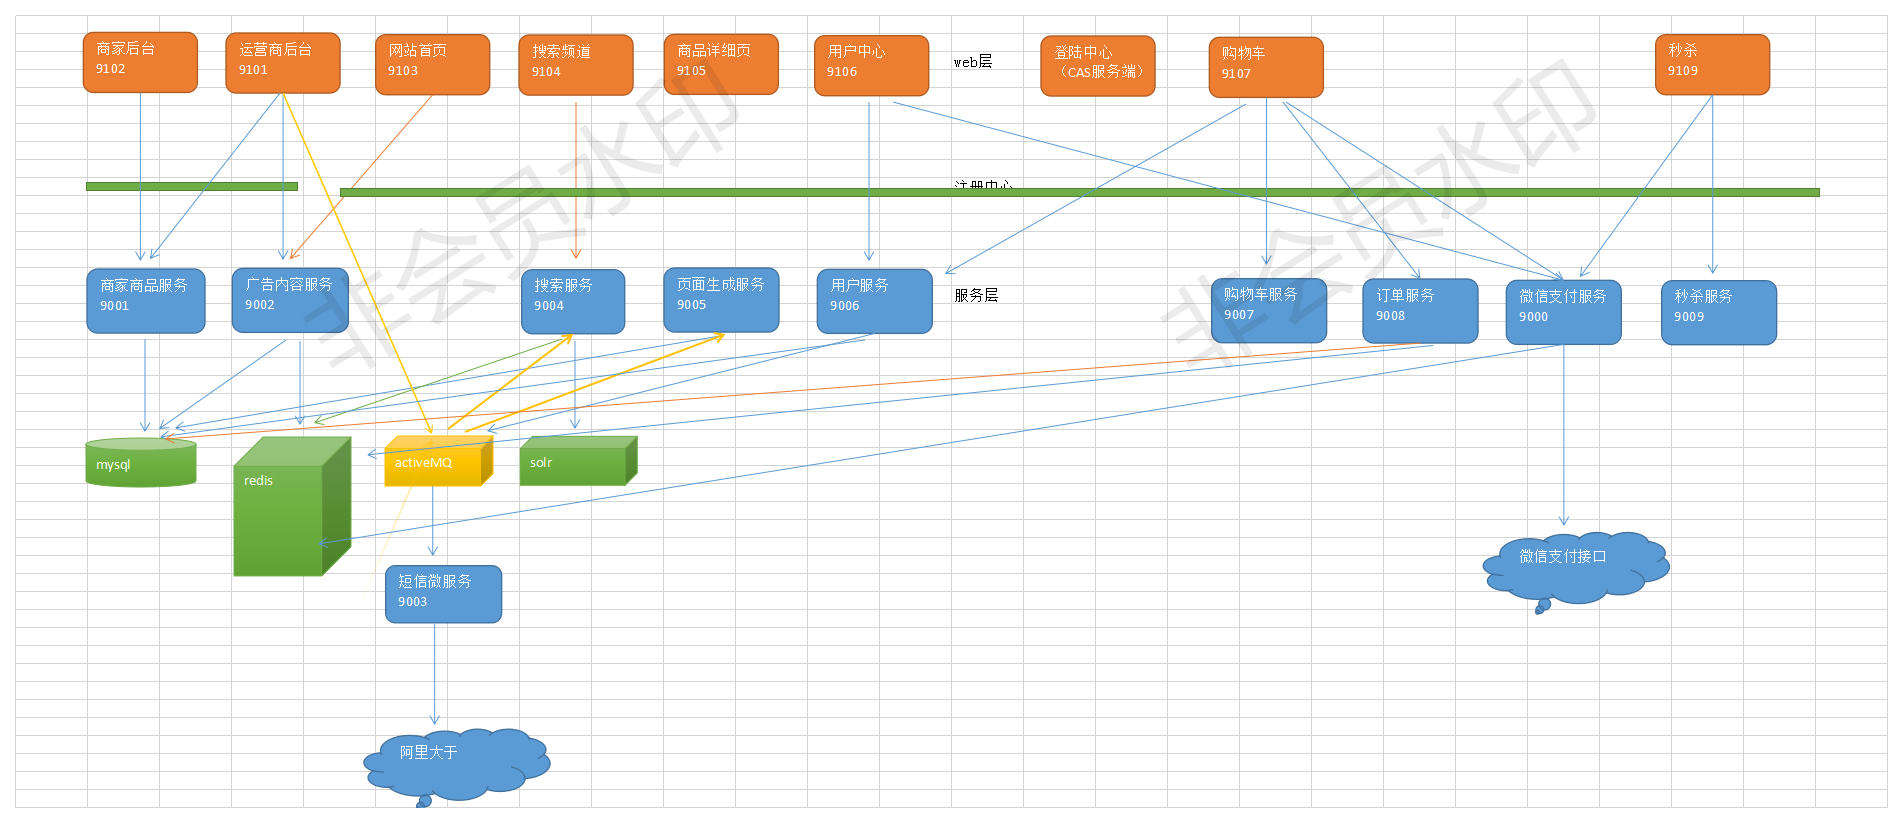 商家后台
9102
运营商后台
9101
网站首页
9103
搜索频道
9104
商品详细页
9105
用户中心
9106
web层
登陆中心
（CAS服务端）
购物车
9107
秒杀
9109
注册中心
商家商品服务
9001
广告内容服务
9002
搜索服务
9004
页面生成服务
9005
用户服务
9006
服务层
购物车服务
9007
订单服务
9008
微信支付服务
9000
秒杀服务
9009
mysql
redis
activeMQ
solr
微信支付接口
短信微服务
9003
阿里大于
非会员水印
非会员水印